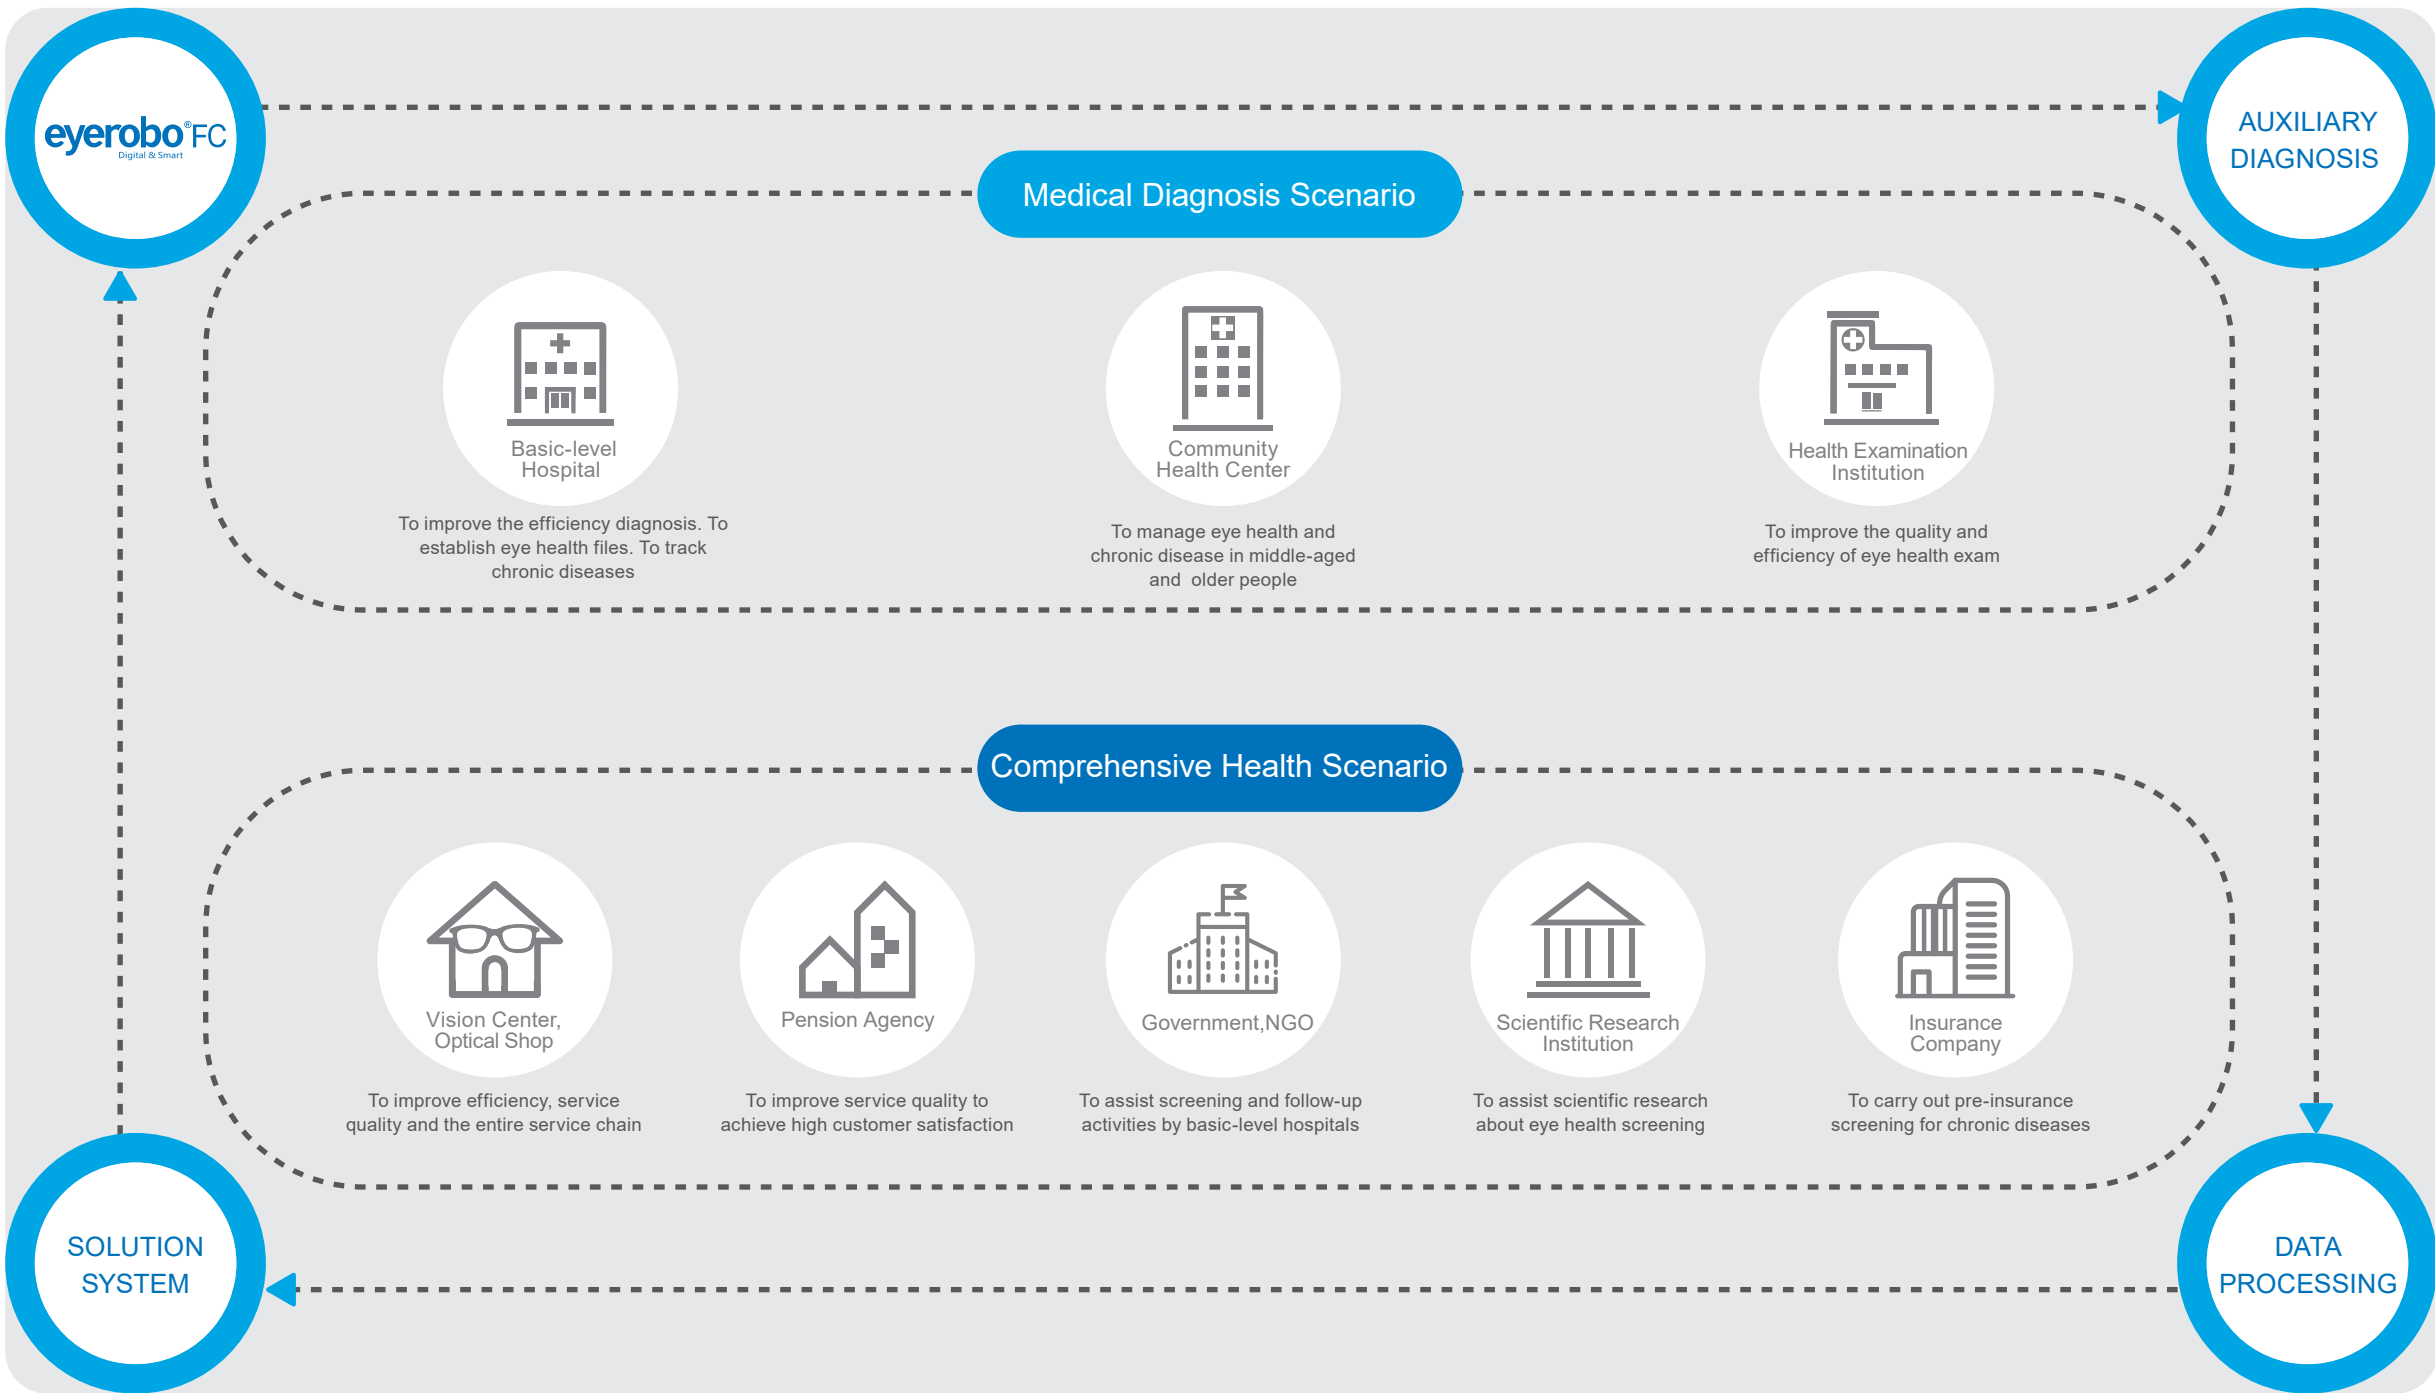 eyerobo®FC
Digital & Smart
AUXILIARY
DIAGNOSIS
Medical Diagnosis Scenario
Basic-level
Hospital
To improve the efficiency diagnosis. To
establish eye health files. To track
chronic diseases
Community
Health Center
To manage eye health and
chronic disease in middle-aged
and  older people
Health Examination
Institution
To improve the quality and
efficiency of eye health exam
Comprehensive Health Scenario
Vision Center,
Optical Shop
To improve efficiency, service
quality and the entire service chain
Pension Agency
To improve service quality to
achieve high customer satisfaction
Government,NGO
To assist screening and follow-up
activities by basic-level hospitals
Scientific Research
Institution
To assist scientific research
about eye health screening
Insurance
Company
To carry out pre-insurance
screening for chronic diseases
SOLUTION
SYSTEM
DATA
PROCESSING